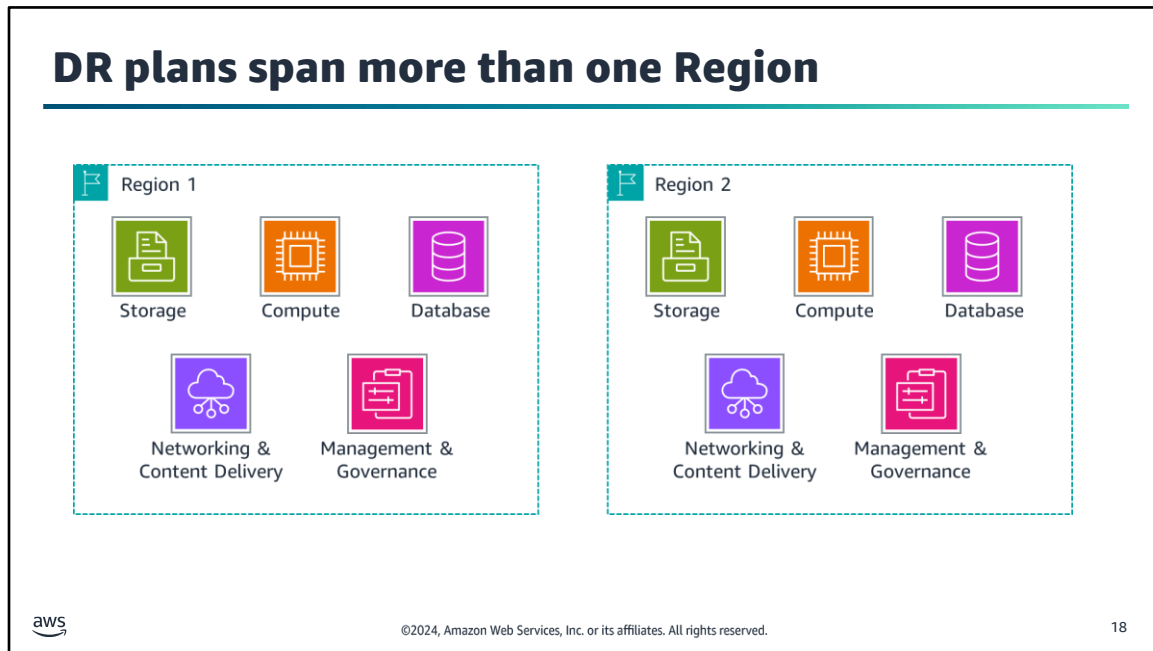 DR plans span more than one Region
Region 1
Storage
Compute
Database
Networking &
Content Delivery
Management &
Governance
Region 2
Storage
Compute
Database
Networking &
Content Delivery
Management &
Governance
aws
©2024, Amazon Web Services, Inc. or its affiliates. All rights reserved.
18